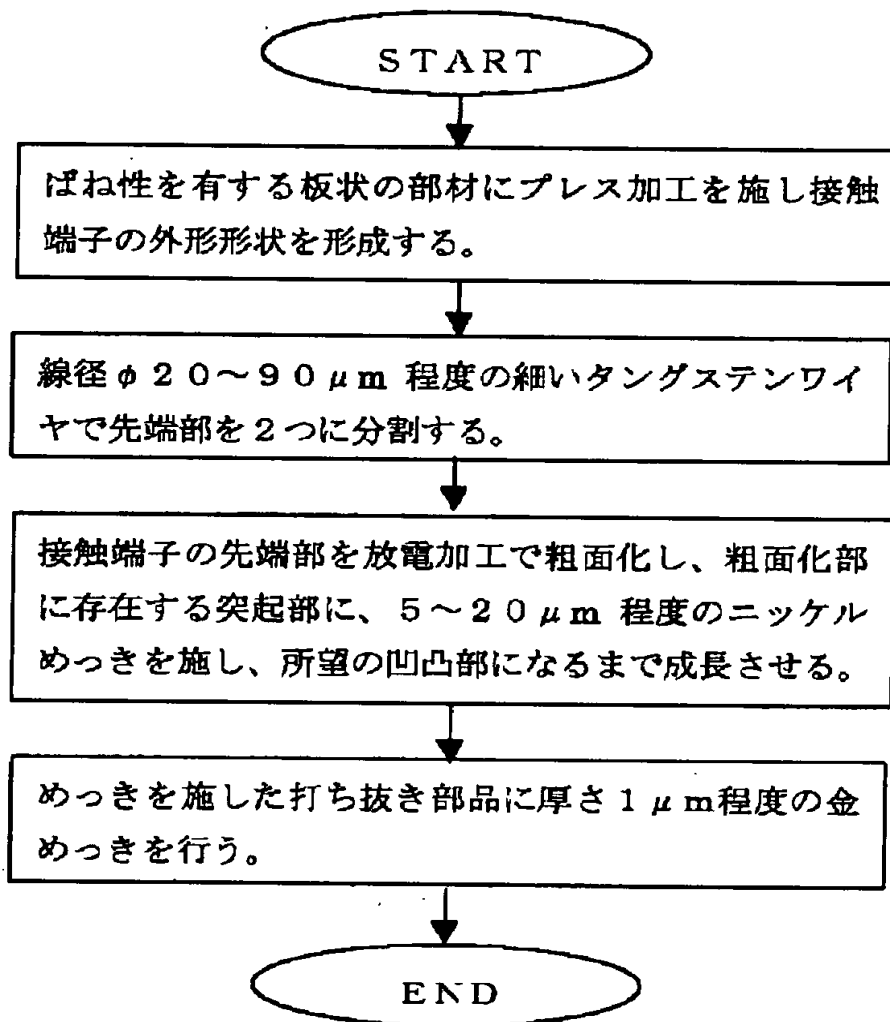 START
ばね性を有する板状の部材にプレス加工を施し接触
端子の外形形状を形成する。
線径φ20～90μm 程度の細いタングステンワイ
ヤで先端部を2つに分割する。
接触端子の先端部を放電加工で粗面化し、粗面化部
に存在する突起部に、5～20μm 程度のニッケル
めっきを施し、所望の凹凸部になるまで成長させる。
めっきを施した打ち抜き部品に厚さ1μm程度の金
めっきを行う。
END